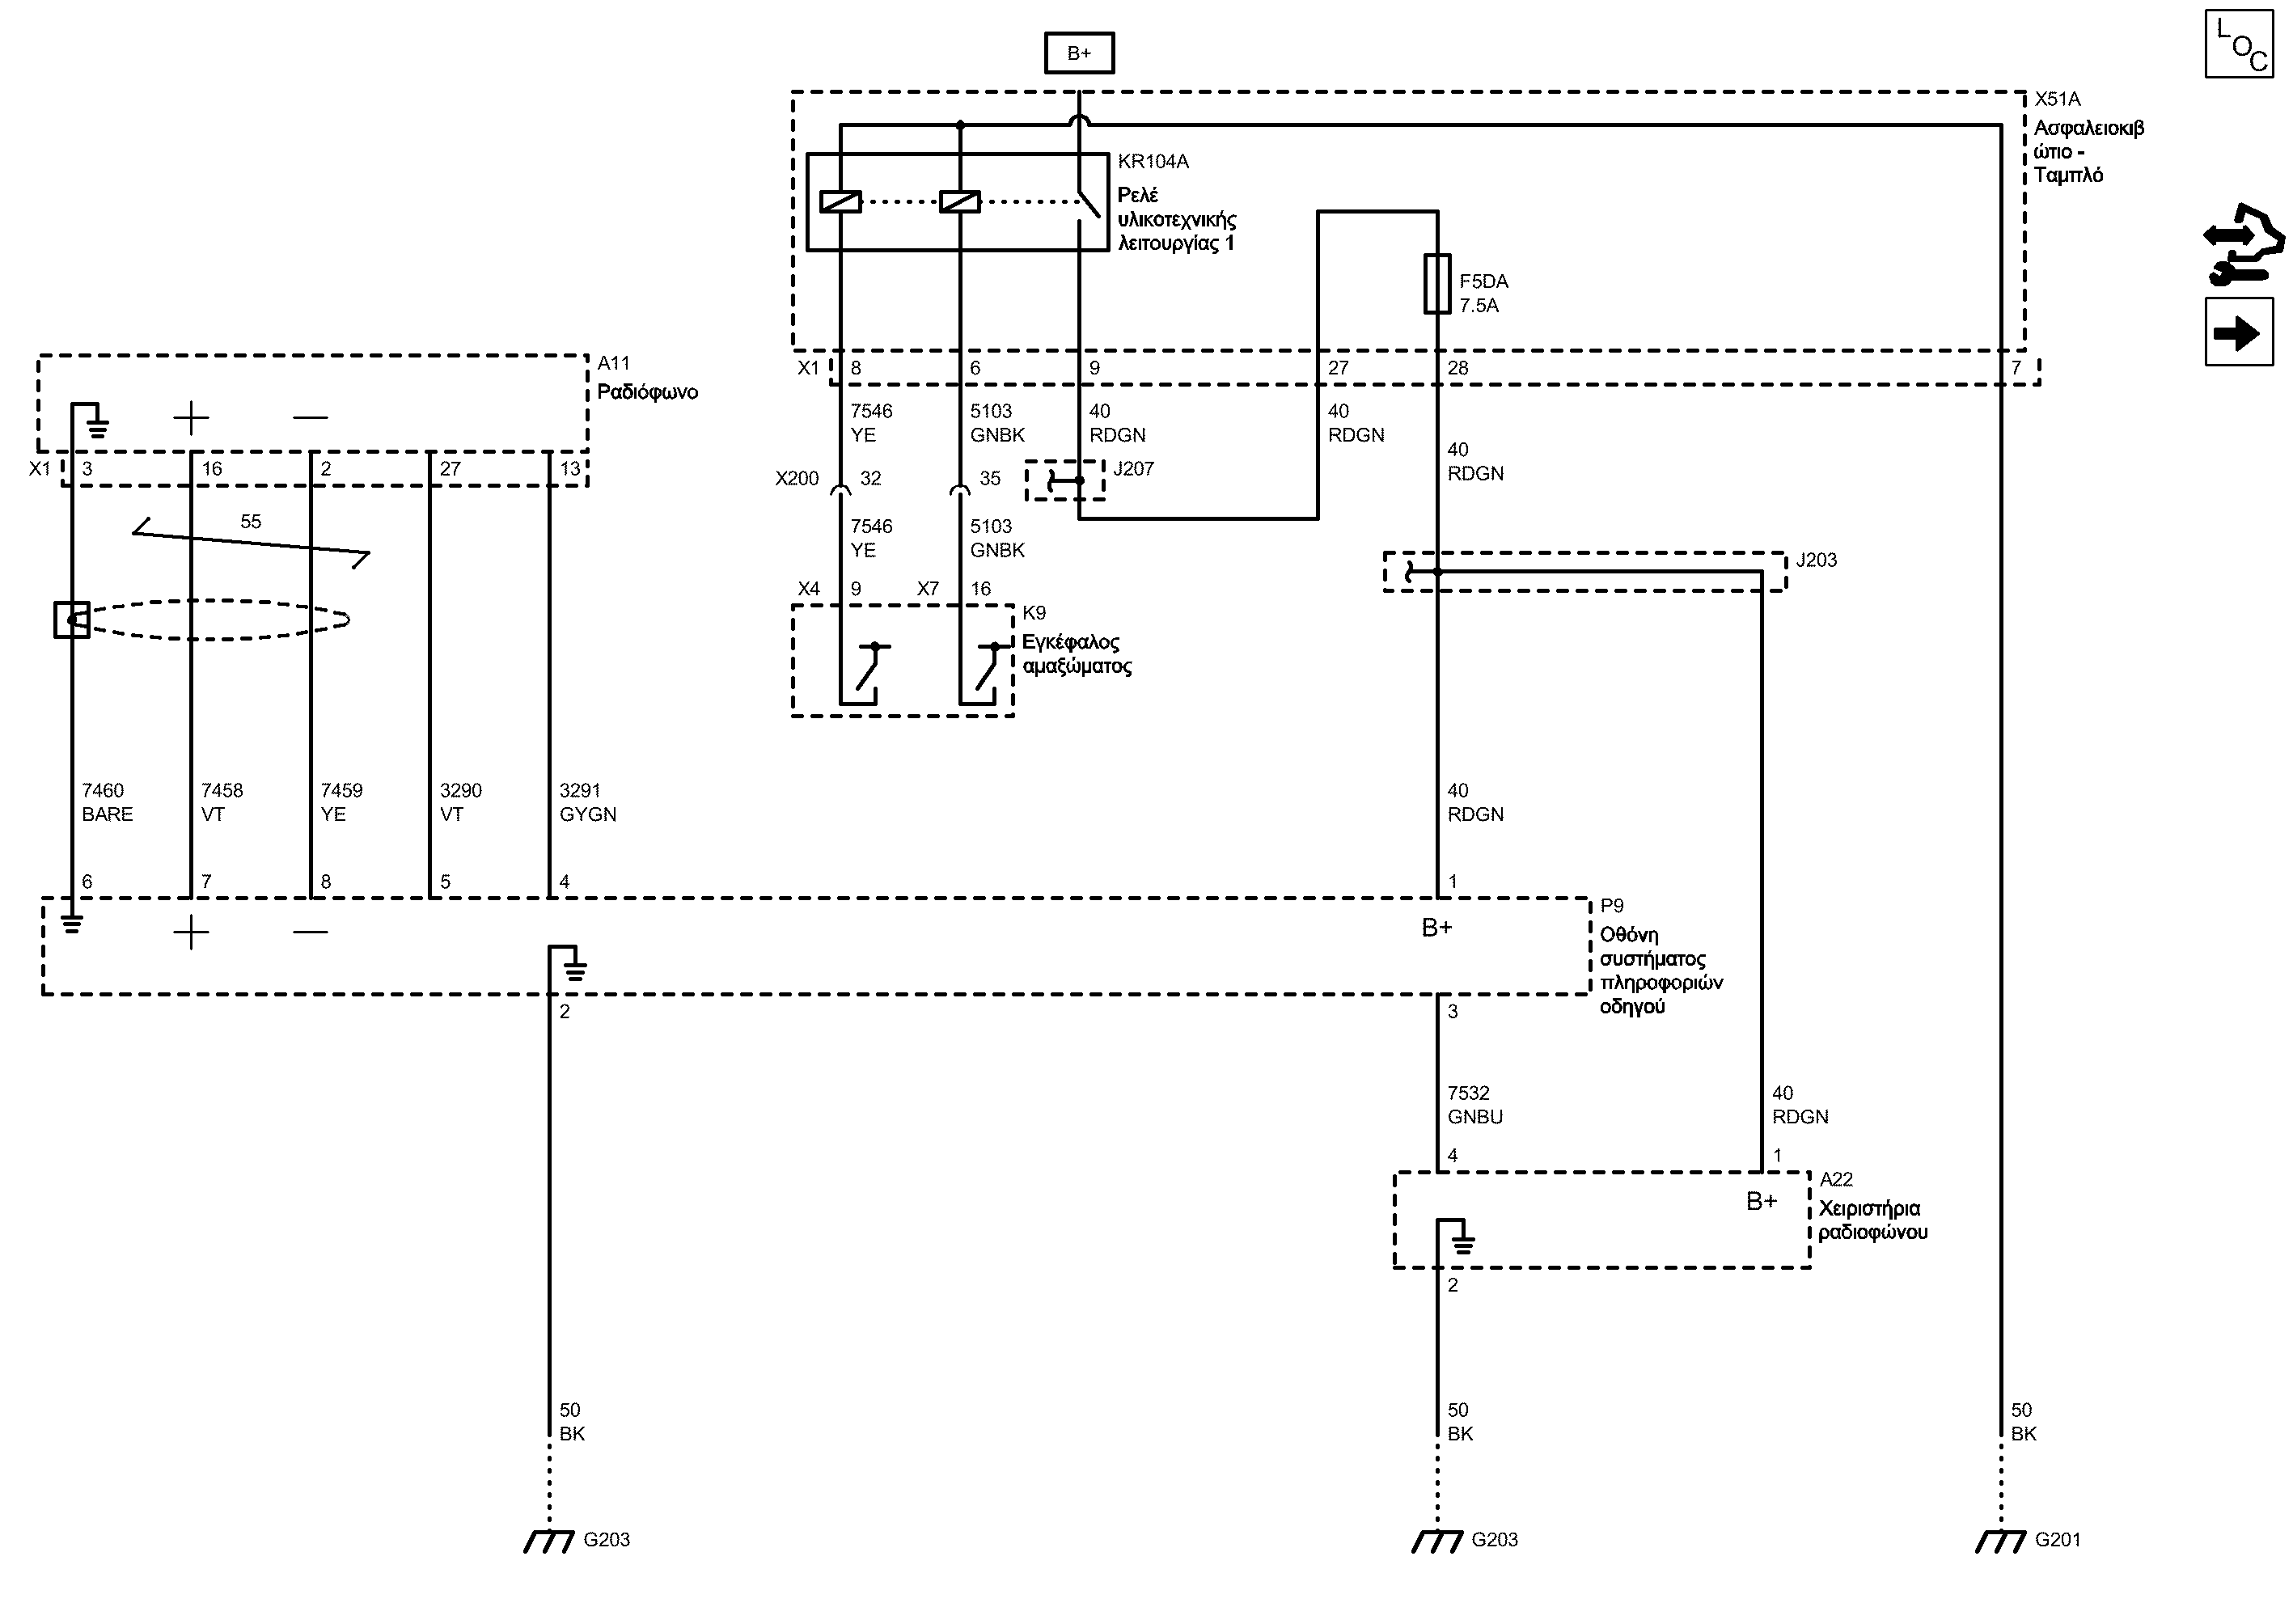 LOC
B+
X51A
Ασφαλειοκιβ
ώτιο -
Ταμπλό
KR104A
Ρελέ
υλικοτεχνικής
λειτουργίας 1
F5DA
7.5A
X1 8 6 9 27 28 7
7546
YE
5103
GNBK
40
RDGN
40
RDGN
40
RDGN
X200 32 35
J207
7546
YE
5103
GNBK
X4 9 X7 16
K9
Εγκέφαλος
αμαξώματος
J203
A11
Ραδιόφωνο
+ —
X1 3 16 2 27 13
55
7460
BARE
7458
VT
7459
YE
3290
VT
3291
GYGN
40
RDGN
6 7 8 5 4 1
+ —
B+
P9
Οθόνη
συστήματος
πληροφοριών
οδηγού
2 3
7532
GNBU
40
RDGN
4 1
B+
A22
Χειριστήρια
ραδιοφώνου
2
50
BK
50
BK
50
BK
G203
G203
G201